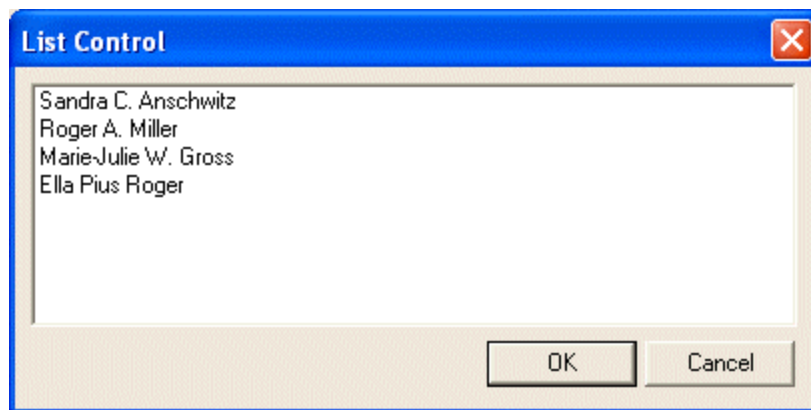 List Control
Sandra C. Anschwitz
Roger A. Miller
Marie-Julie W. Gross
Ella Pius Roger
OK Cancel